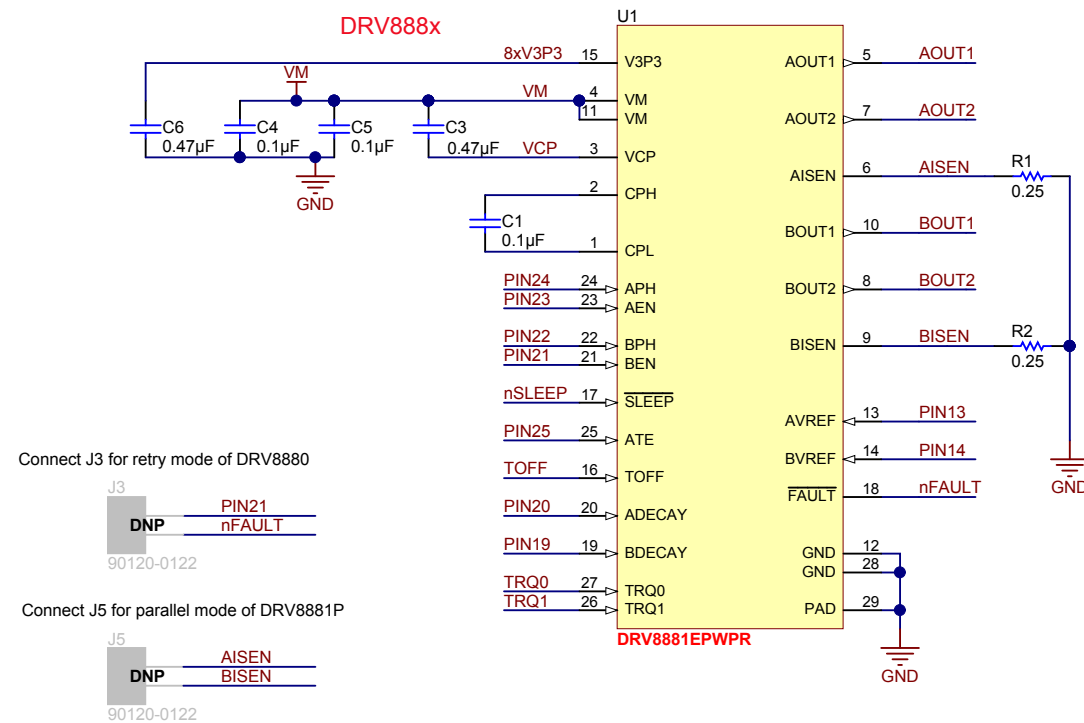 DRV888x
U1
8xV3P3 15 V3P3
VM
VM 4 VM
11 VM
C6
0.47µF
C4
0.1µF
C5
0.1µF
C3
0.47µF
VCP 3 VCP
GND
2 CPH
C1
0.1µF
1 CPL
PIN24 24 APH
PIN23 23 AEN
PIN22 22 BPH
PIN21 21 BEN
nSLEEP 17 SLEEP
PIN25 25 ATE
TOFF 16 TOFF
PIN20 20 ADECAY
PIN19 19 BDECAY
TRQ0 27 TRQ0
TRQ1 26 TRQ1
AOUT1 5 AOUT1
AOUT2 7 AOUT2
AISEN 6 AISEN
R1
0.25
BOUT1 10 BOUT1
BOUT2 8 BOUT2
BISEN 9 BISEN
R2
0.25
AVREF 13 PIN13
BVREF 14 PIN14
FAULT 18 nFAULT
GND
GND 12
GND 28
PAD 29
GND
DRV8881EPWPR
Connect J3 for retry mode of DRV8880
J3
DNP
PIN21
nFAULT
90120-0122
Connect J5 for parallel mode of DRV8881P
J5
DNP
AISEN
BISEN
90120-0122